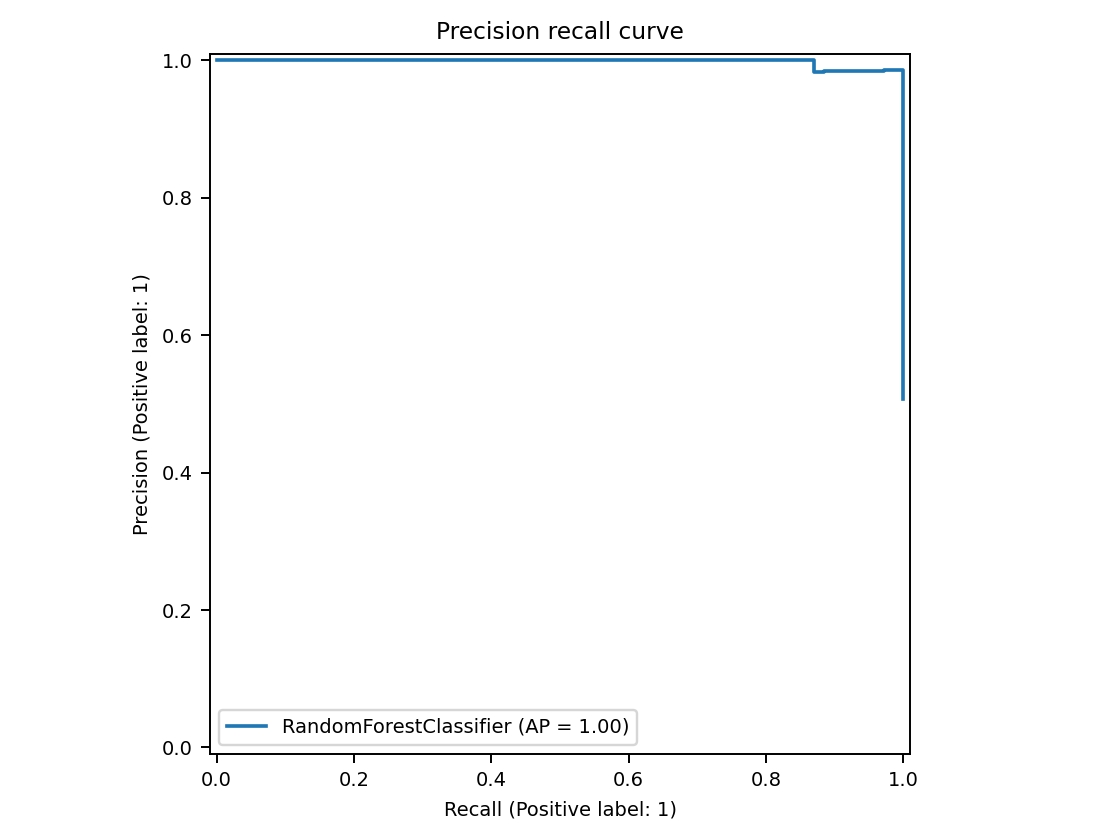 Precision recall curve
1.0
0.8
0.6
0.4
0.2
0.0
Precision (Positive label: 1)
RandomForestClassifier (AP = 1.00)
0.0 0.2 0.4 0.6 0.8 1.0
Recall (Positive label: 1)